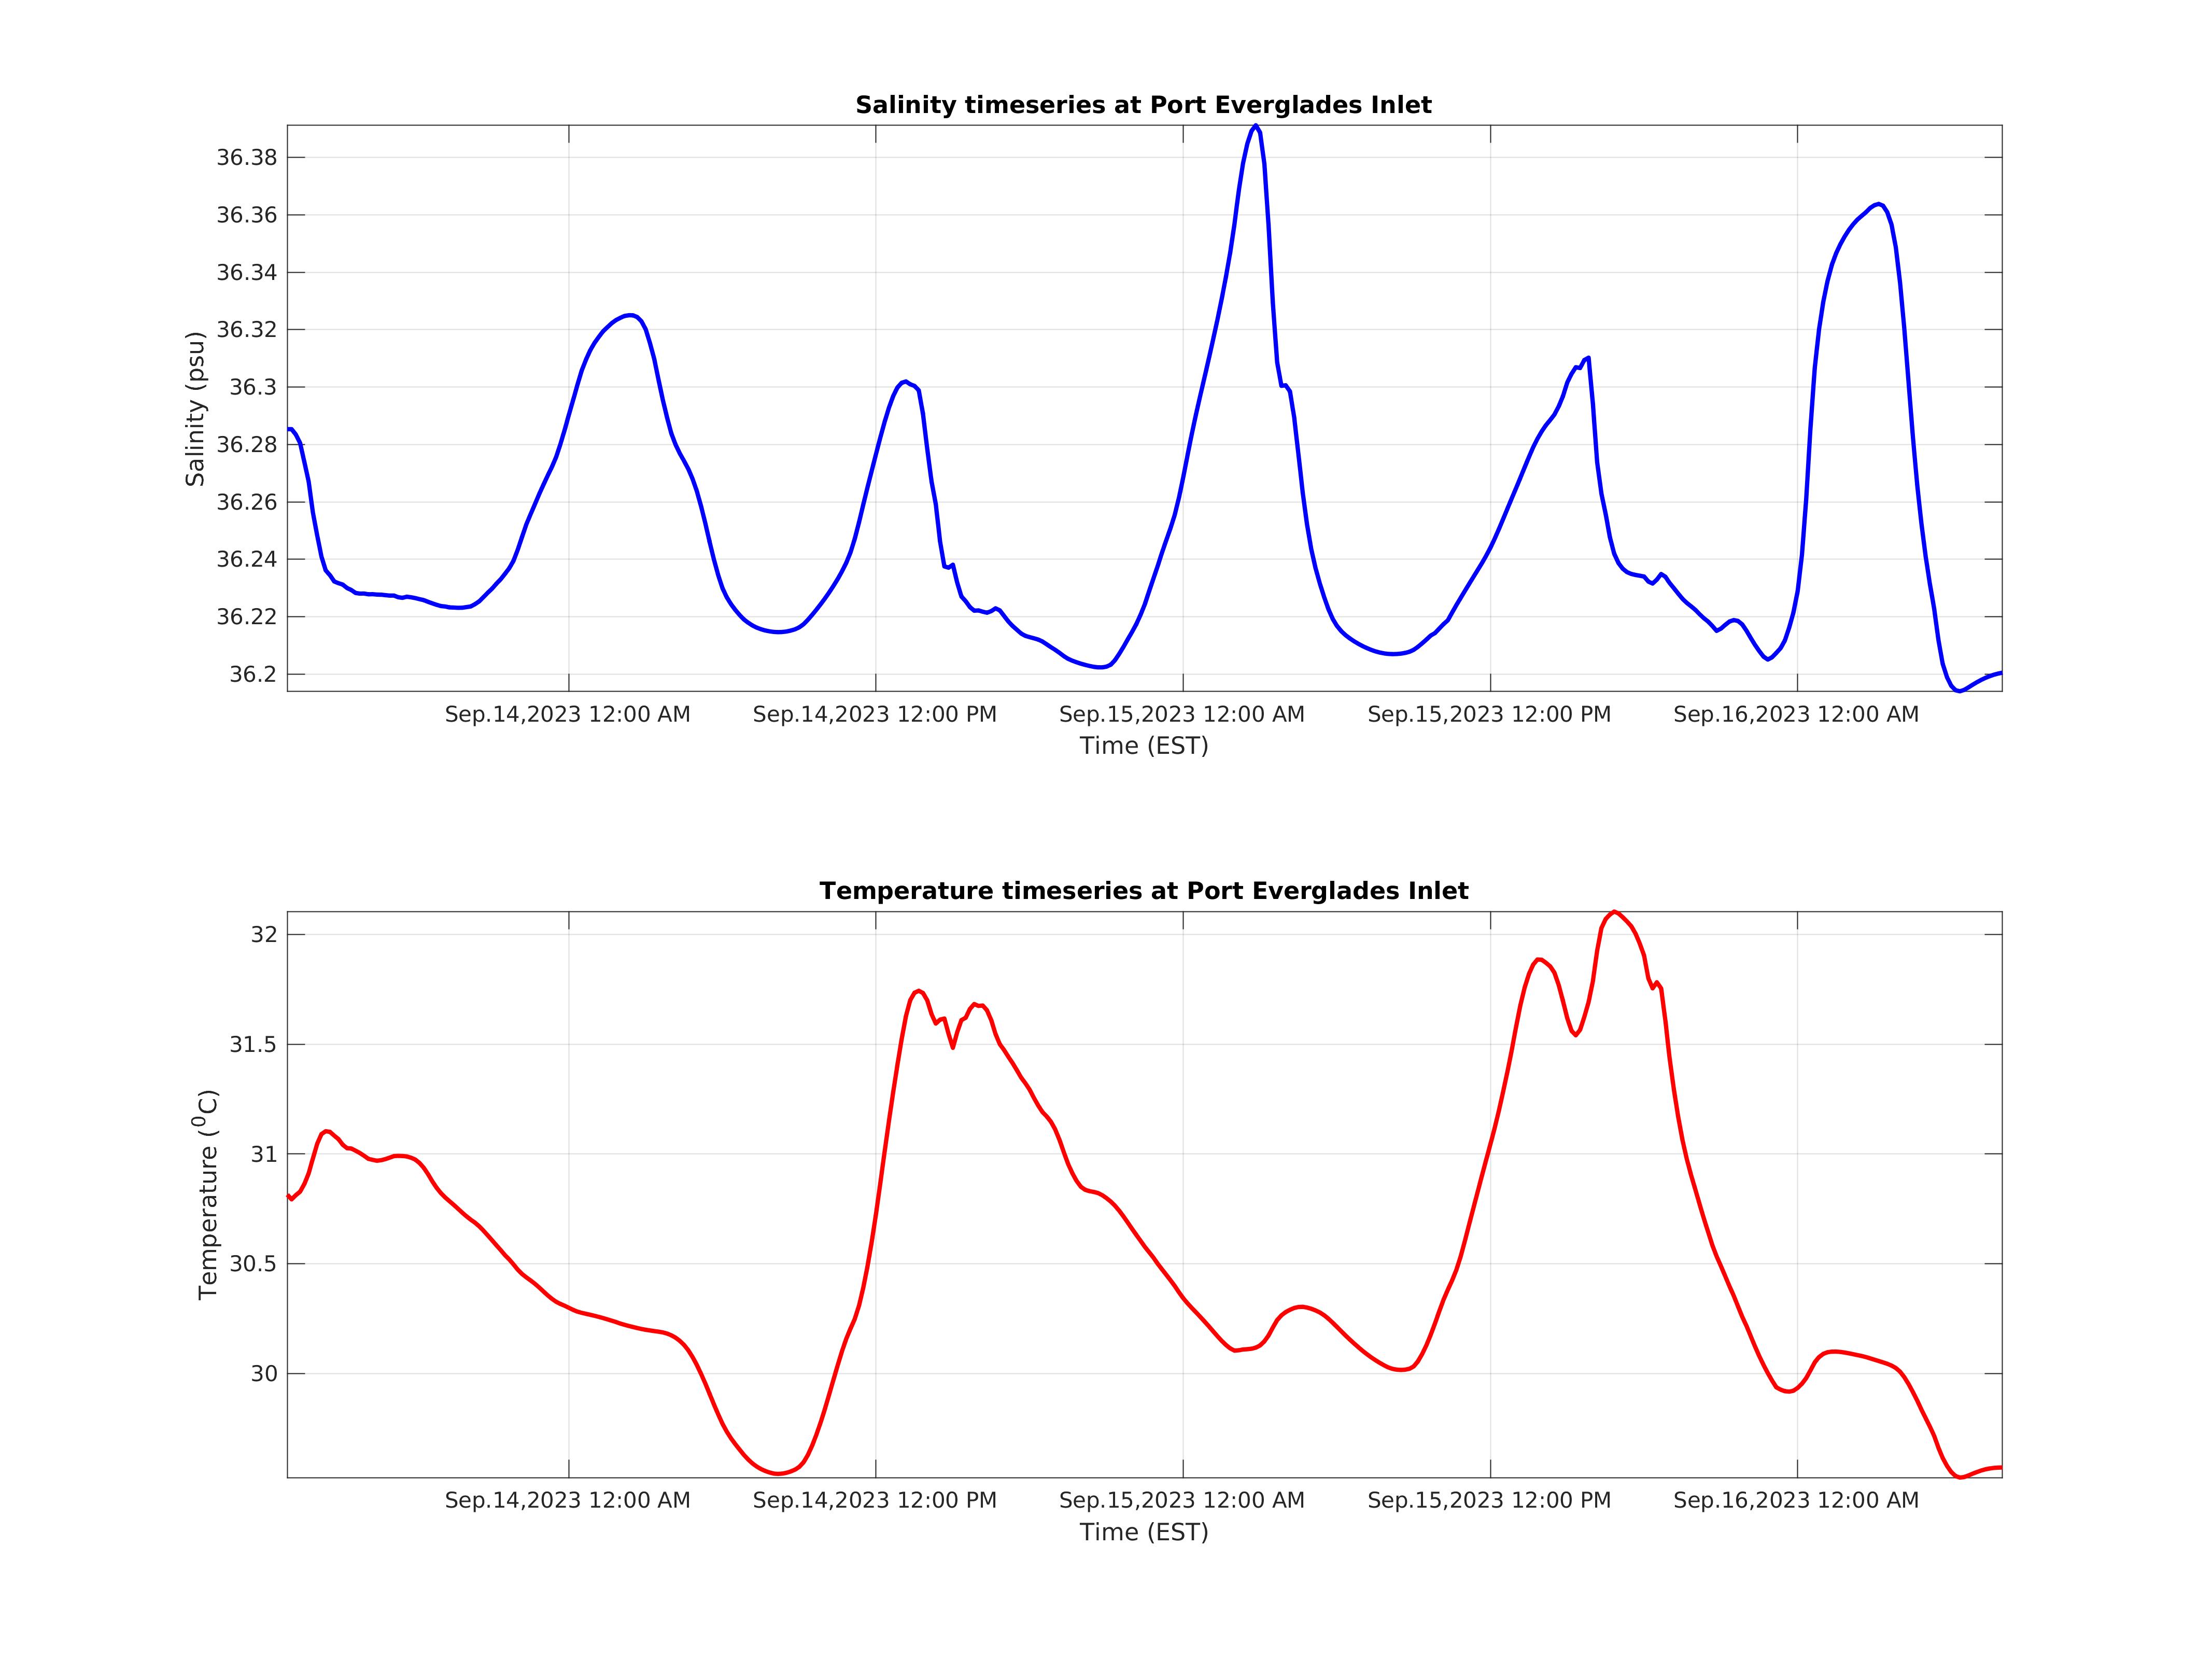 Salinity timeseries at Port Everglades Inlet
36.38
36.36
36.34
36.32
36.3
36.28
36.26
36.24
36.22
36.2
Salinity (psu)
Sep.14,2023 12:00 AM Sep.14,2023 12:00 PM Sep.15,2023 12:00 AM Sep.15,2023 12:00 PM Sep.16,2023 12:00 AM
Time (EST)
Temperature timeseries at Port Everglades Inlet
32
31.5
31
30.5
30
Temperature (⁰C)
Sep.14,2023 12:00 AM Sep.14,2023 12:00 PM Sep.15,2023 12:00 AM Sep.15,2023 12:00 PM Sep.16,2023 12:00 AM
Time (EST)